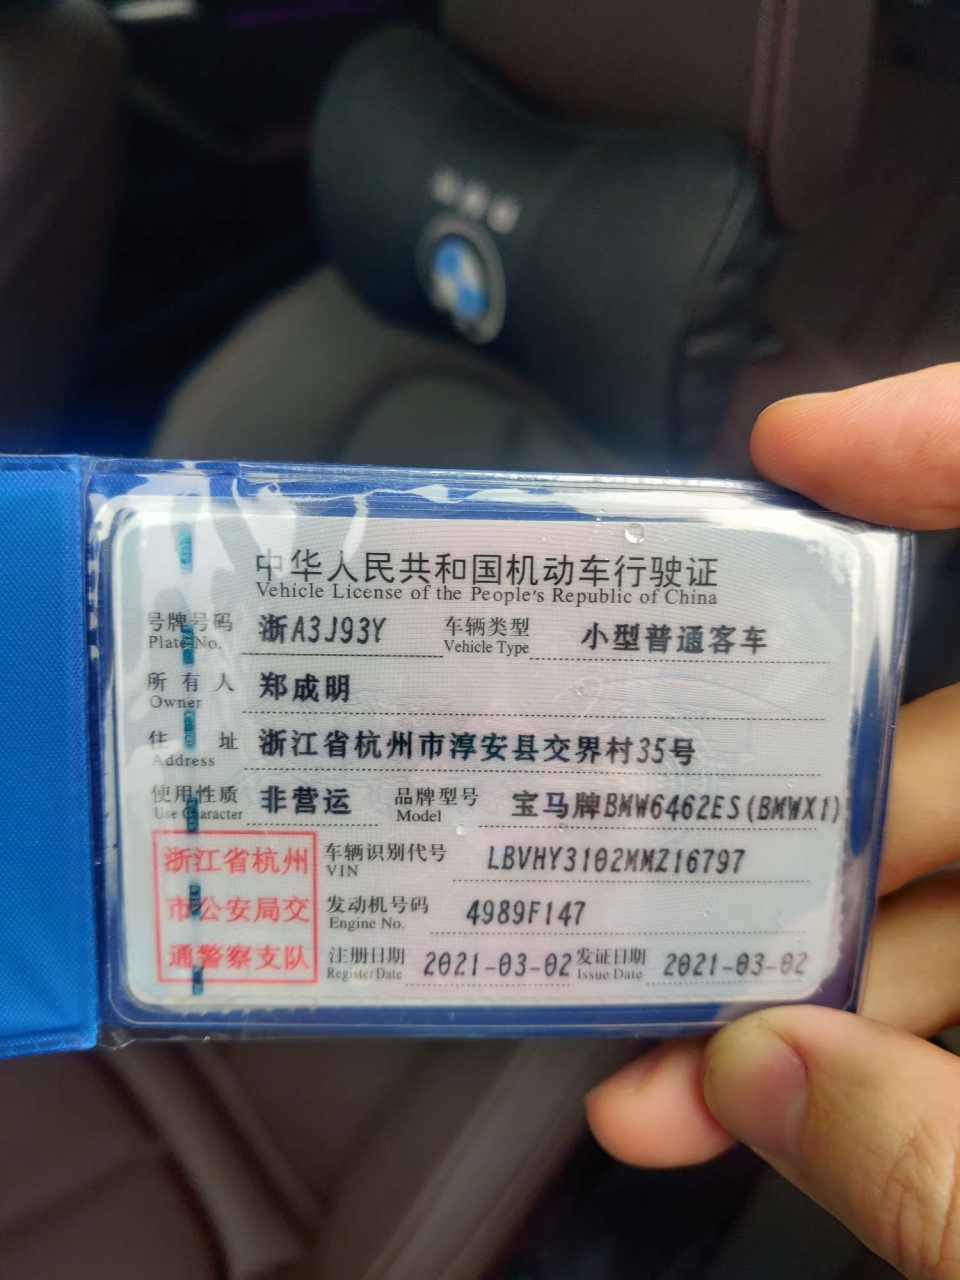 中华人民共和国机动车行驶证
Vehicle License of the People's Republic of China
号牌号码 浙A3J93Y 车辆类型 小型普通客车
Plate No. Vehicle Type
所有人 郑成明
Owner
住址 浙江省杭州市淳安县交界村35号
Address
使用性质 非营运 品牌型号 宝马牌BMW6462ES(BMWX1)
Use Character Model
浙江省杭州 车辆识别代号 LBVHY3102MMZ16797
VIN
市公安局交 发动机号码 4989F147
Engine No.
通警察支队 注册日期 2021-03-02 发证日期 2021-03-02
Register Date Issue Date